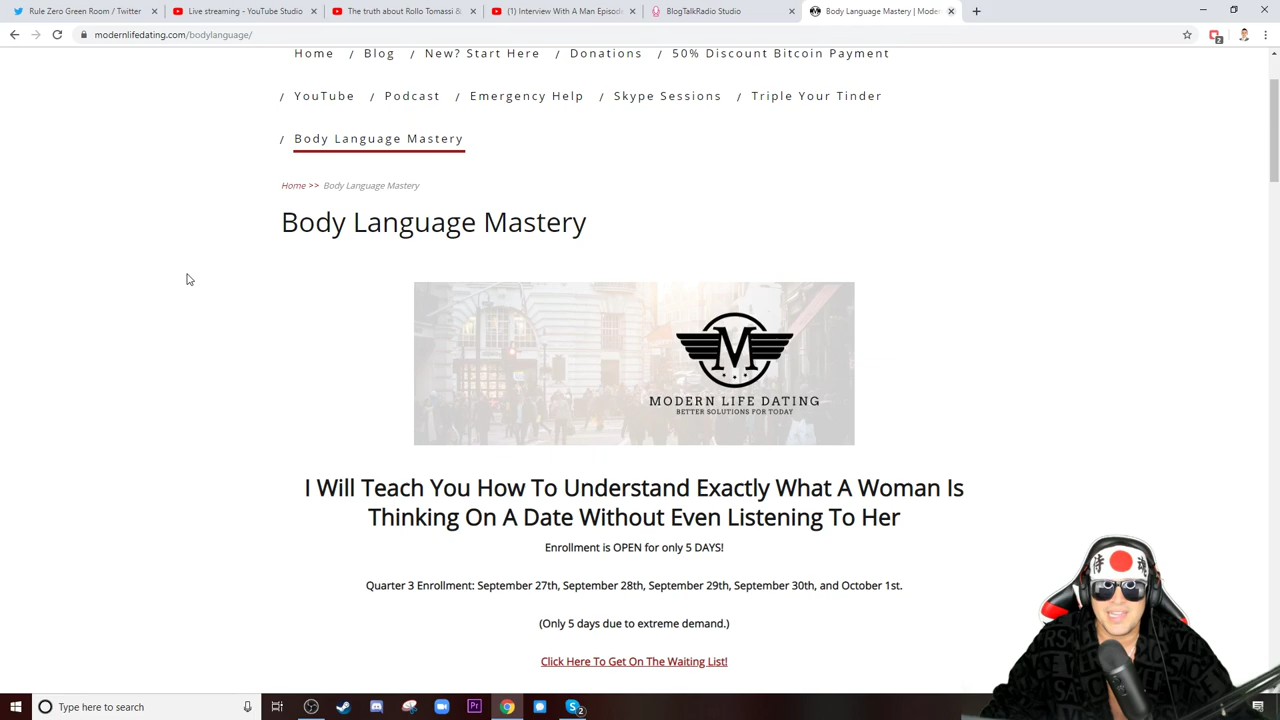 Rule Zero Green Room / Twitter
Live streaming - YouTube Studio
The truth about Rollo Tomassi &
(1) Interview With A Man Episode
BlogTalkRadio Studio
Body Language Mastery | Moder
modernlifedating.com/bodylanguage/
2
Home / Blog / New? Start Here / Donations / 50% Discount Bitcoin Payment
/ YouTube / Podcast / Emergency Help / Skype Sessions / Triple Your Tinder
/ Body Language Mastery
Home >> Body Language Mastery
Body Language Mastery
M
MODERN LIFE DATING
BETTER SOLUTIONS FOR TODAY
I Will Teach You How To Understand Exactly What A Woman Is
Thinking On A Date Without Even Listening To Her
Enrollment is OPEN for only 5 DAYS!
Quarter 3 Enrollment: September 27th, September 28th, September 29th, September 30th, and October 1st.
(Only 5 days due to extreme demand.)
Click Here To Get On The Waiting List!
侍 魂
Type here to search
Pr
2